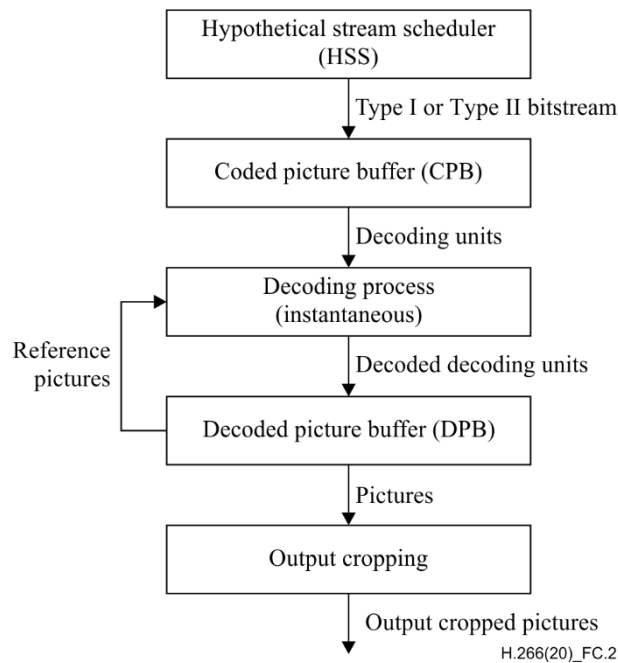 Hypothetical stream scheduler
(HSS)
Type I or Type II bitstream
Coded picture buffer (CPB)
Decoding units
Decoding process
(instantaneous)
Reference
pictures
Decoded decoding units
Decoded picture buffer (DPB)
Pictures
Output cropping
Output cropped pictures
H.266(20)_FC.2